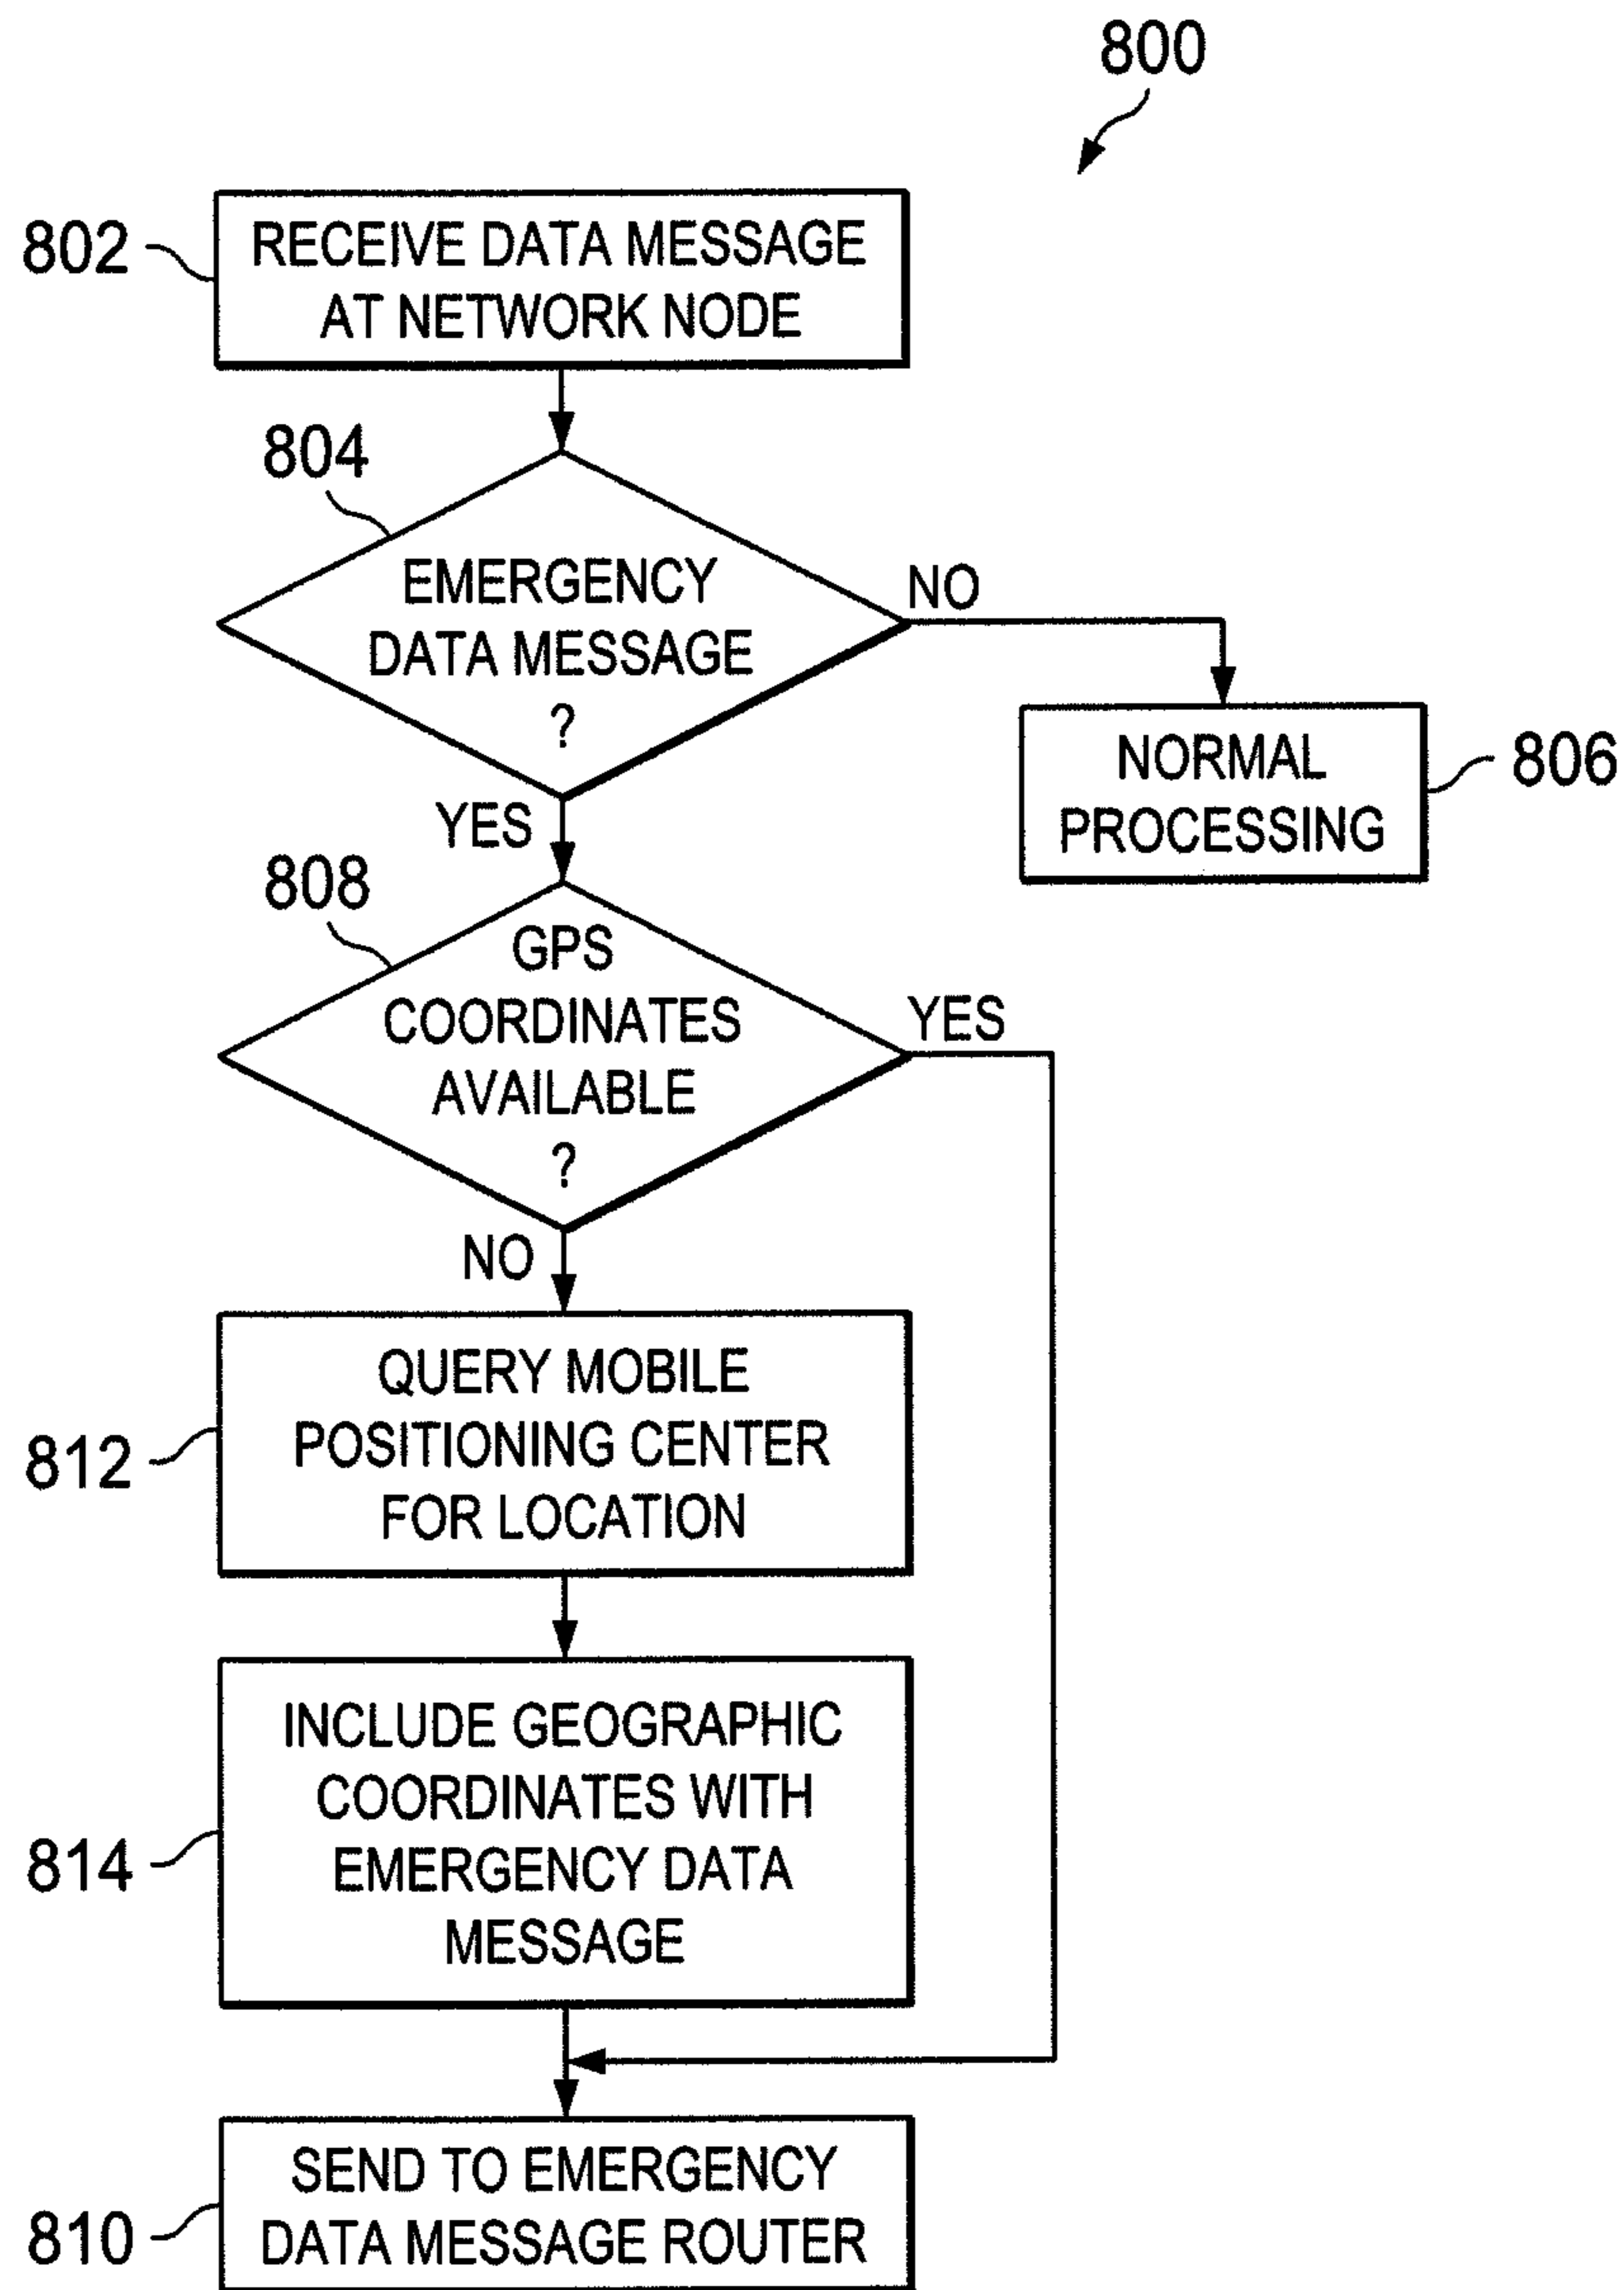 800
802
RECEIVE DATA MESSAGE
AT NETWORK NODE
804
EMERGENCY
DATA MESSAGE
?
NO
YES
NORMAL
PROCESSING
806
808
GPS
COORDINATES
AVAILABLE
?
YES
NO
812
QUERY MOBILE
POSITIONING CENTER
FOR LOCATION
814
INCLUDE GEOGRAPHIC
COORDINATES WITH
EMERGENCY DATA
MESSAGE
810
SEND TO EMERGENCY
DATA MESSAGE ROUTER